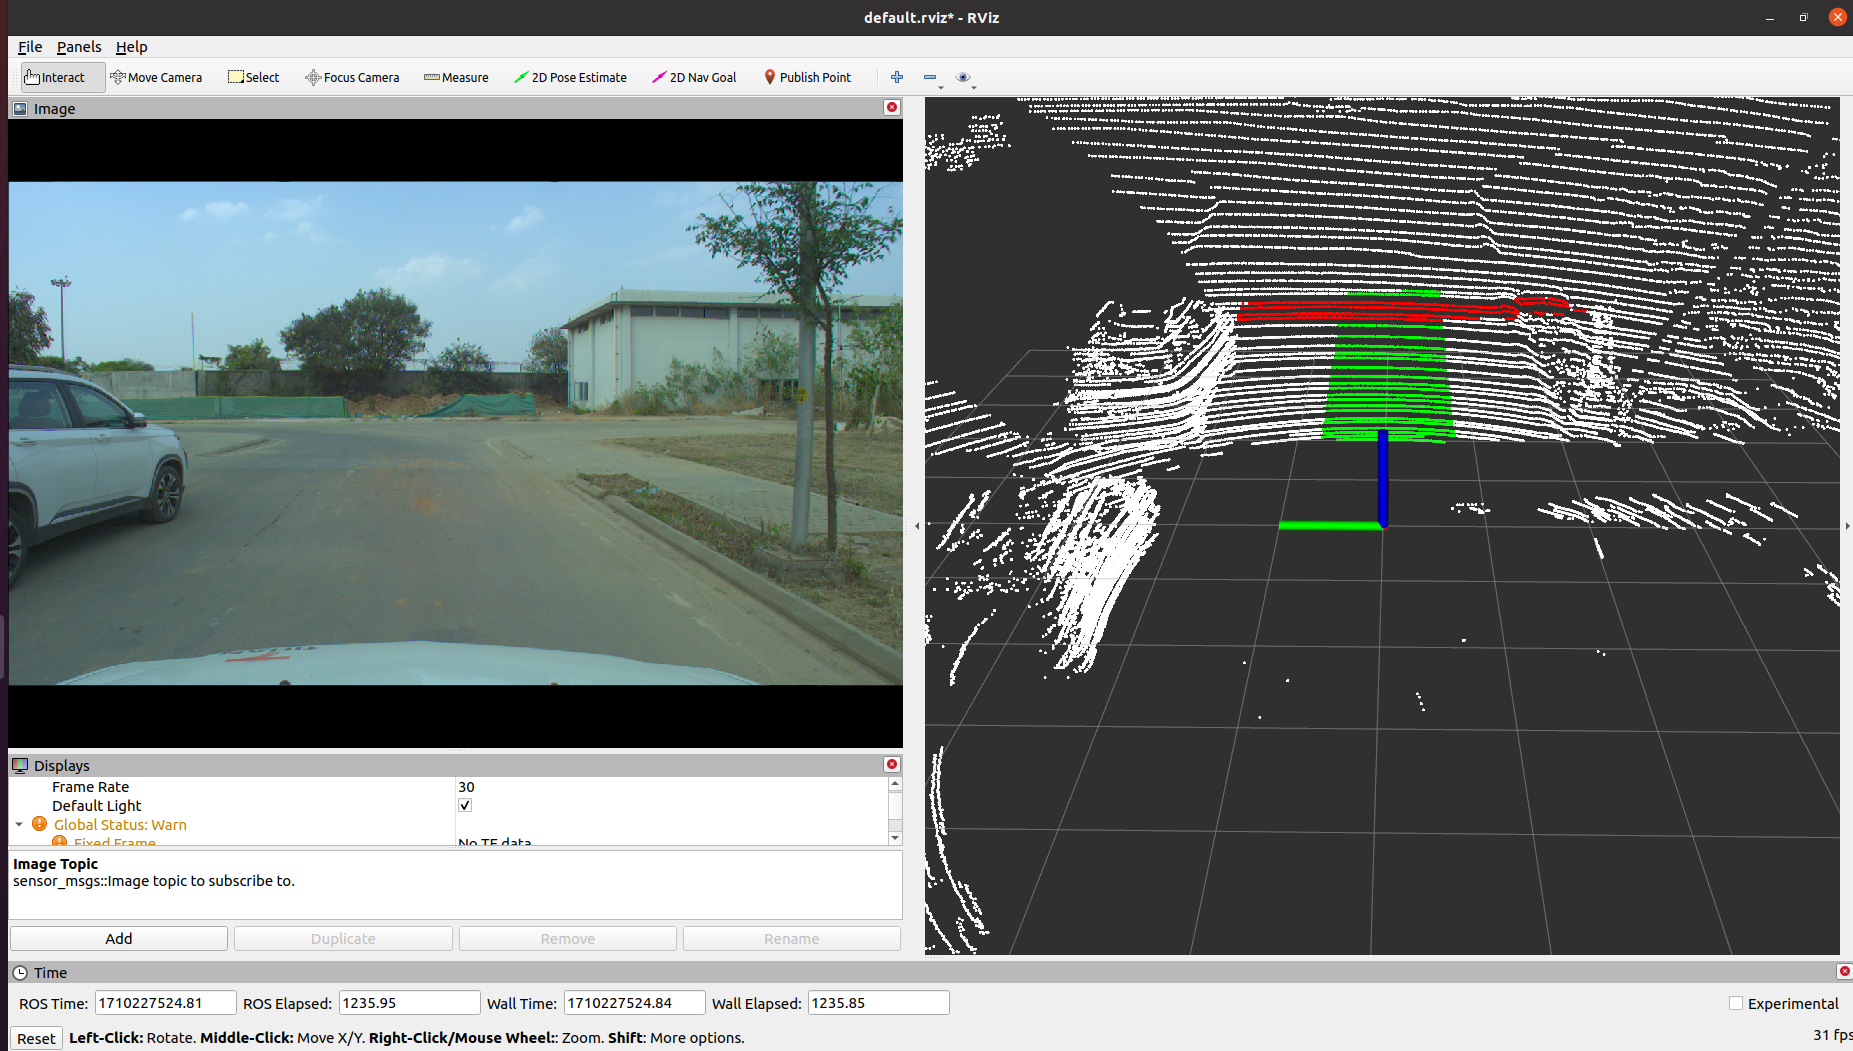 default.rviz* - RViz
File Panels Help
Interact Move Camera Select Focus Camera Measure 2D Pose Estimate 2D Nav Goal Publish Point
Image
Displays
Frame Rate 30
Default Light
Global Status: Warn
Fixed Frame No TF data
Image Topic
sensor_msgs::Image topic to subscribe to.
Add Duplicate Remove Rename
Time
ROS Time: 1710227524.81 ROS Elapsed: 1235.95 Wall Time: 1710227524.84 Wall Elapsed: 1235.85 Experimental
Reset Left-Click: Rotate. Middle-Click: Move X/Y. Right-Click/Mouse Wheel:: Zoom. Shift: More options. 31 fps